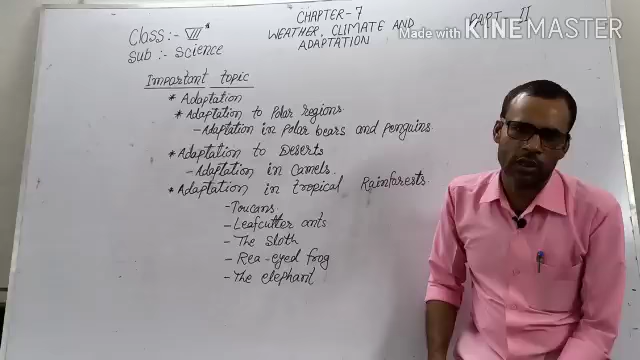 Class:- VII
Sub :- Science
CHAPTER-7
WEATHER, CLIMATE AND
ADAPTATION
PART II
Made with KINEMASTER
Important topic
* Adaptation
* Adaptation to Polar regions.
- Adaptation in Polar bears and penguins.
* Adaptation to Deserts
- Adaptation in Camels.
* Adaptation in tropical Rainforests.
- Toucans
- Leafcutter ants
- The Sloth
- Rea-eyed frog
- The elephant